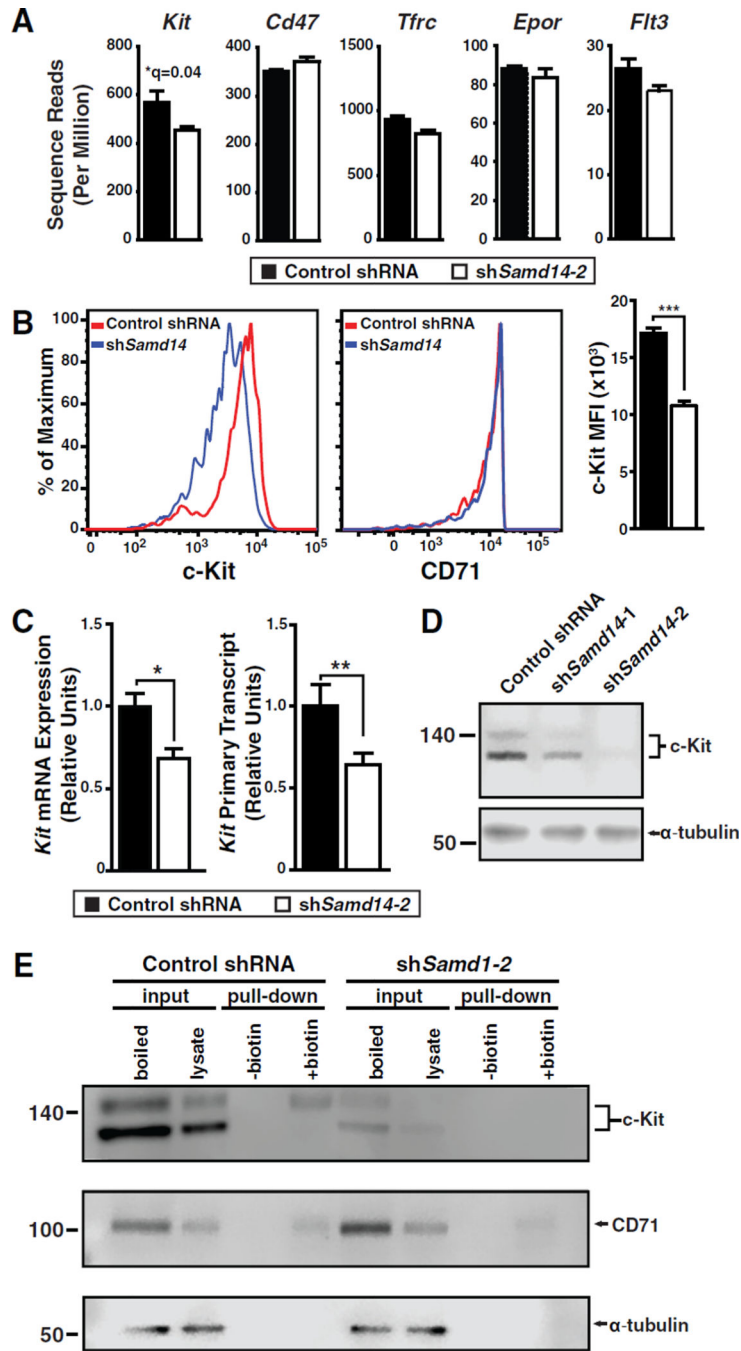 A
Kit Cd47 Tfrc Epor Flt3
Sequence Reads
(Per Million)
800
600
400
200
0
*q=0.04
400
300
200
100
0
1500
1000
500
0
100
80
60
40
20
0
30
20
10
0
Control shRNA shSamd14-2
B
% of Maximum
100
80
60
40
20
0
Control shRNA
shSamd14
0 10² 10³ 10⁴ 10⁵
c-Kit
Control shRNA
shSamd14
0 10³ 10⁴ 10⁵
CD71
c-Kit MFI (x10³)
20
15
10
5
0
***
C
Kit mRNA Expression
(Relative Units)
1.5
1.0
0.5
0
*
Kit Primary Transcript
(Relative Units)
1.5
1.0
0.5
0
**
Control shRNA shSamd14-2
D
Control shRNA
shSamd14-1
shSamd14-2
140
c-Kit
50
α-tubulin
E
Control shRNA shSamd1-2
input pull-down input pull-down
boiled lysate -biotin +biotin boiled lysate -biotin +biotin
140
c-Kit
100
CD71
50
α-tubulin